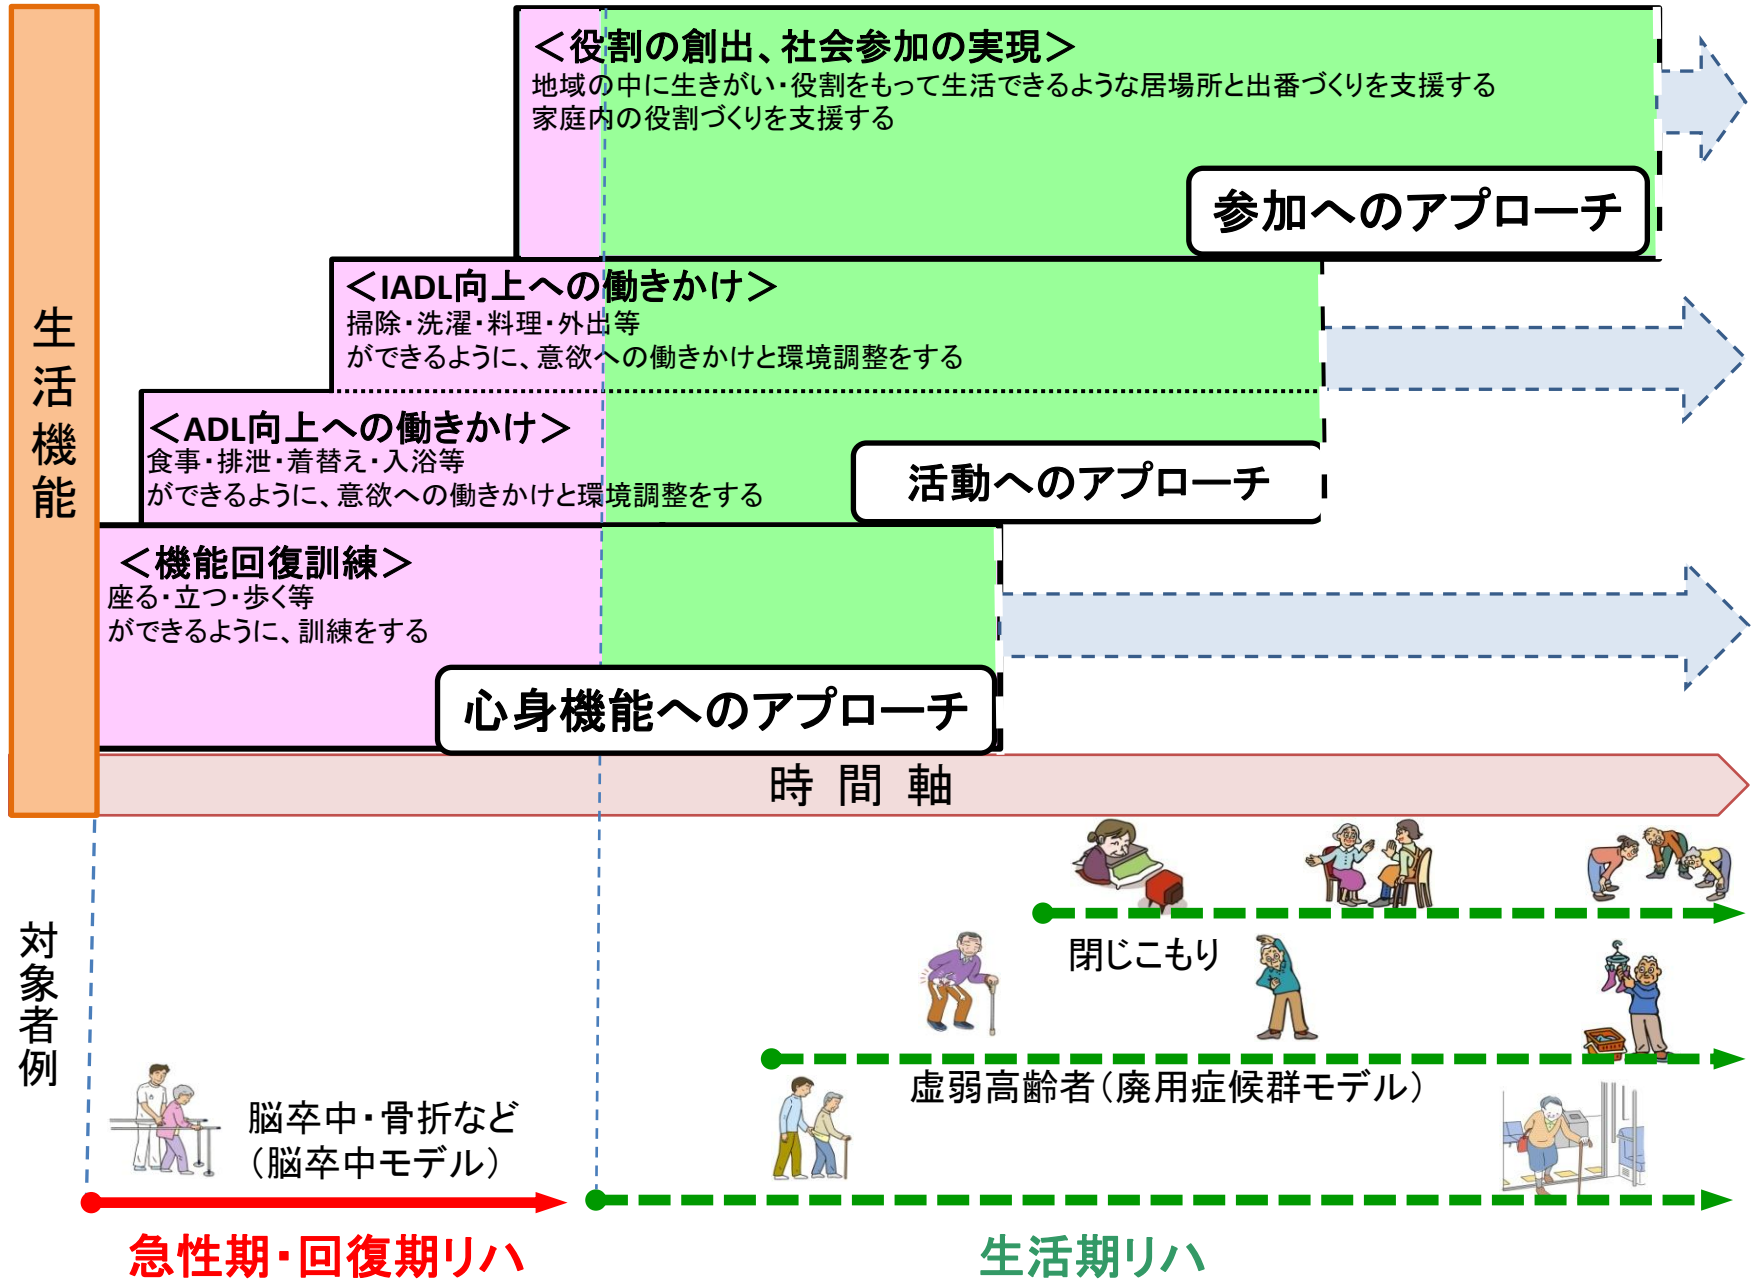 ＜役割の創出、社会参加の実現＞
地域の中に生きがい・役割をもって生活できるような居場所と出番づくりを支援する
家庭内の役割づくりを支援する
参加へのアプローチ
＜IADL向上への働きかけ＞
掃除・洗濯・料理・外出等
ができるように、意欲への働きかけと環境調整をする
＜ADL向上への働きかけ＞
食事・排泄・着替え・入浴等
ができるように、意欲への働きかけと環境調整をする
活動へのアプローチ
＜機能回復訓練＞
座る・立つ・歩く等
ができるように、訓練をする
心身機能へのアプローチ
生活機能
時間軸
対象者例
閉じこもり
虚弱高齢者（廃用症候群モデル）
脳卒中・骨折など
（脳卒中モデル）
急性期・回復期リハ
生活期リハ